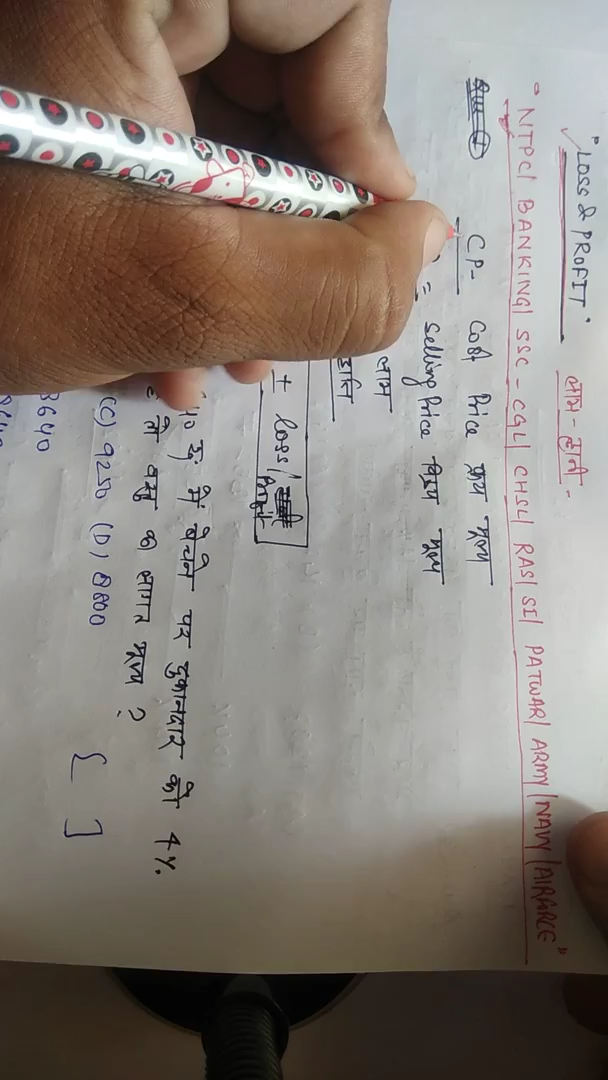 "LOSS & PROFIT" लाभ - हानि -
"NTPC/ BANKING/ SSC - CGL/ CHSL/ RAS/ SI/ PATWAR/ ARMY/ NAVY/ AIRFORCE"
CP - Cost Price क्रय मूल्य
= Selling Price विक्रय मूल्य
लाभ
हानि
± loss/ Profit
रु में बेचने पर दुकानदार को 4%
है तो वस्तु का लागत मूल्य ?
(C) 9250 (D) 8800 [ ]
8640